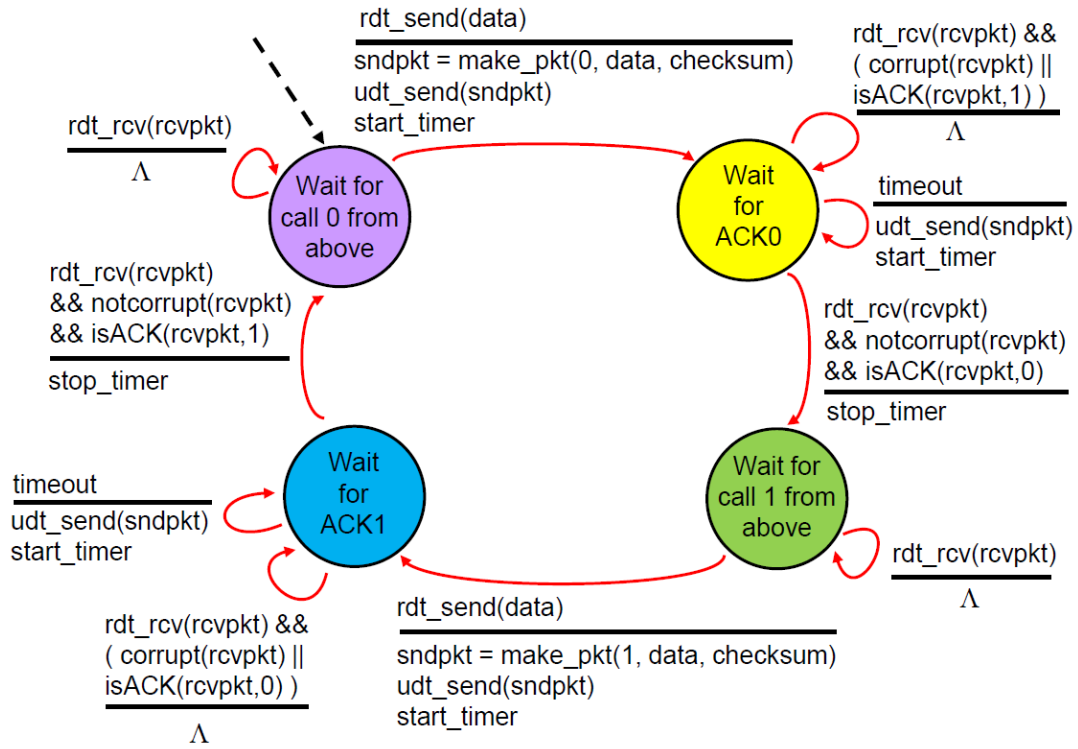 rdt_send(data)
sndpkt = make_pkt(0, data, checksum)
udt_send(sndpkt)
start_timer
rdt_rcv(rcvpkt) &&
( corrupt(rcvpkt) ||
isACK(rcvpkt,1) )
Λ
rdt_rcv(rcvpkt)
Λ
Wait for
call 0 from
above
Wait
for
ACK0
timeout
udt_send(sndpkt)
start_timer
rdt_rcv(rcvpkt)
&& notcorrupt(rcvpkt)
&& isACK(rcvpkt,1)
stop_timer
rdt_rcv(rcvpkt)
&& notcorrupt(rcvpkt)
&& isACK(rcvpkt,0)
stop_timer
Wait
for
ACK1
Wait for
call 1 from
above
timeout
udt_send(sndpkt)
start_timer
rdt_rcv(rcvpkt)
Λ
rdt_rcv(rcvpkt) &&
( corrupt(rcvpkt) ||
isACK(rcvpkt,0) )
Λ
rdt_send(data)
sndpkt = make_pkt(1, data, checksum)
udt_send(sndpkt)
start_timer